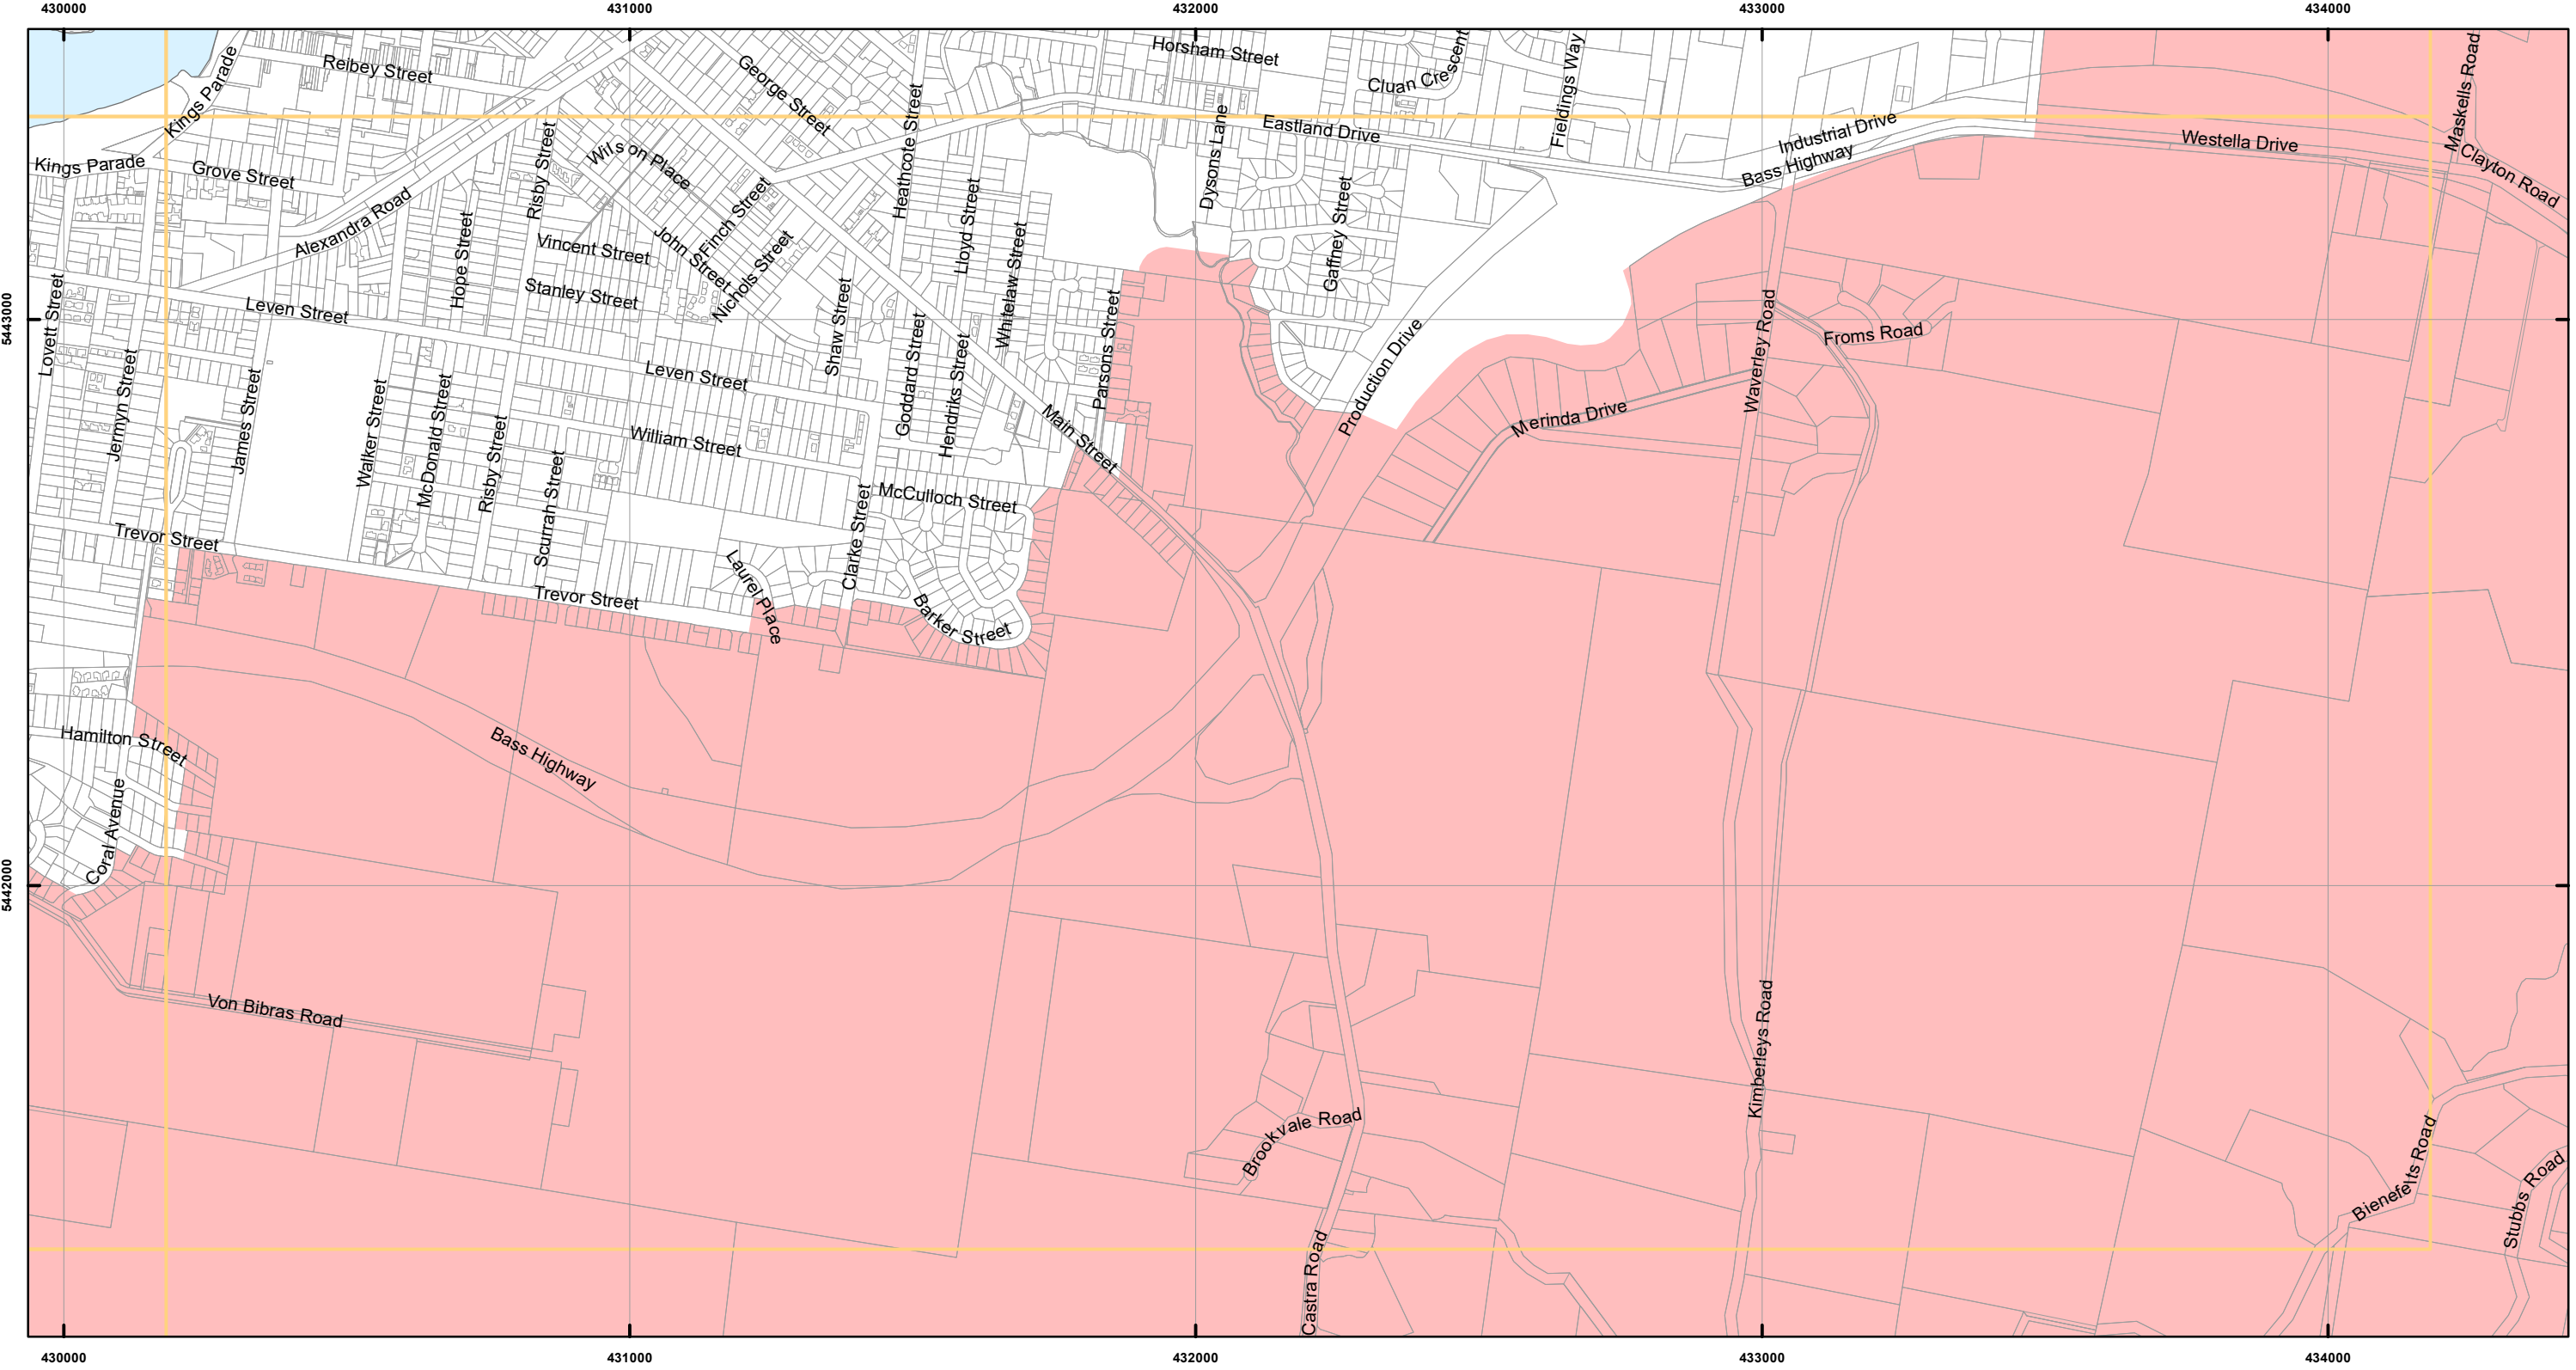 430000
431000
432000
433000
434000
Horsham Street
Reibey Street
George Street
Cluan Crescent
Fieldings Way
Maskells Road
Kings Parade
Heathcote Street
Eastland Drive
Industrial Drive
Westella Drive
Kings Parade
Grove Street
Risby Street
Wilson Place
Dysons Lane
Bass Highway
Clayton Road
Alexandra Road
Hope Street
Finch Street
Lloyd Street
Gaffney Street
Vincent Street
John Street
Nichols Street
Whitelaw Street
5443000
Lovett Street
Leven Street
Stanley Street
Shaw Street
Goddard Street
Hendriks Street
Parsons Street
Production Drive
Waverley Road
Froms Road
Jermyn Street
James Street
Walker Street
McDonald Street
Leven Street
Main Street
Merinda Drive
Risby Street
William Street
Scurrah Street
McCulloch Street
Clarke Street
Trevor Street
Laurel Place
Trevor Street
Barker Street
Hamilton Street
Bass Highway
Coral Avenue
5442000
Von Bibras Road
Kimberleys Road
Brookvale Road
Bienefelts Road
Stubbs Road
Castra Road
430000
431000
432000
433000
434000